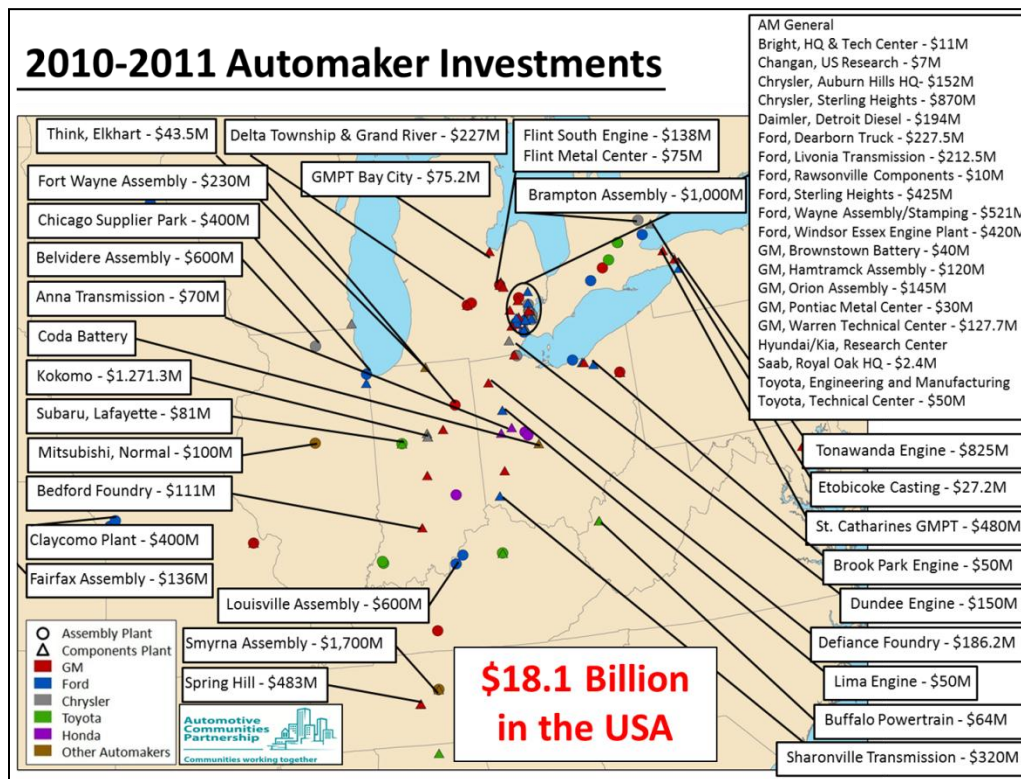 2010-2011 Automaker Investments
AM General
Bright, HQ & Tech Center - $11M
Changan, US Research - $7M
Chrysler, Auburn Hills HQ- $152M
Chrysler, Sterling Heights - $870M
Daimler, Detroit Diesel - $194M
Ford, Dearborn Truck - $227.5M
Ford, Livonia Transmission - $212.5M
Ford, Rawsonville Components - $10M
Ford, Sterling Heights - $425M
Ford, Wayne Assembly/Stamping - $521M
Ford, Windsor Essex Engine Plant - $420M
GM, Brownstown Battery - $40M
GM, Hamtramck Assembly - $120M
GM, Orion Assembly - $145M
GM, Pontiac Metal Center - $30M
GM, Warren Technical Center - $127.7M
Hyundai/Kia, Research Center
Saab, Royal Oak HQ - $2.4M
Toyota, Engineering and Manufacturing
Toyota, Technical Center - $50M
Think, Elkhart - $43.5M
Delta Township & Grand River - $227M
Flint South Engine - $138M
Flint Metal Center - $75M
Fort Wayne Assembly - $230M
GMPT Bay City - $75.2M
Brampton Assembly - $1,000M
Chicago Supplier Park - $400M
Belvidere Assembly - $600M
Anna Transmission - $70M
Coda Battery
Kokomo - $1.271.3M
Subaru, Lafayette - $81M
Mitsubishi, Normal - $100M
Bedford Foundry - $111M
Claycomo Plant - $400M
Fairfax Assembly - $136M
Louisville Assembly - $600M
Smyrna Assembly - $1,700M
Spring Hill - $483M
Tonawanda Engine - $825M
Etobicoke Casting - $27.2M
St. Catharines GMPT - $480M
Brook Park Engine - $50M
Dundee Engine - $150M
Defiance Foundry - $186.2M
Lima Engine - $50M
Buffalo Powertrain - $64M
Sharonville Transmission - $320M
Assembly Plant
Components Plant
GM
Ford
Chrysler
Toyota
Honda
Other Automakers
Automotive
Communities
Partnership
Communities working together
$18.1 Billion
in the USA